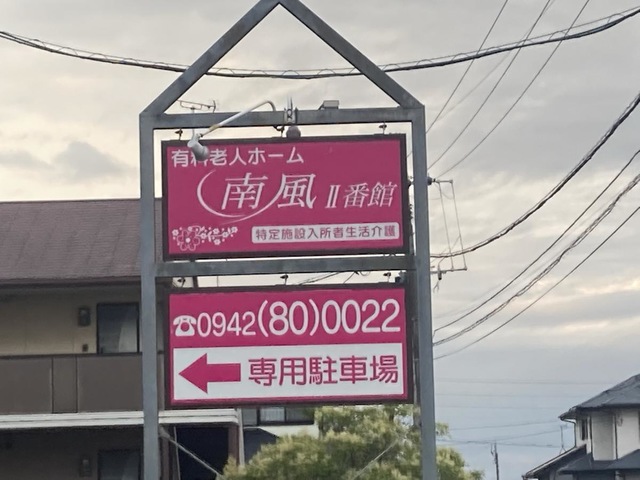 有料老人ホーム
南風 II番館
特定施設入所者生活介護
☎0942(80)0022
← 専用駐車場